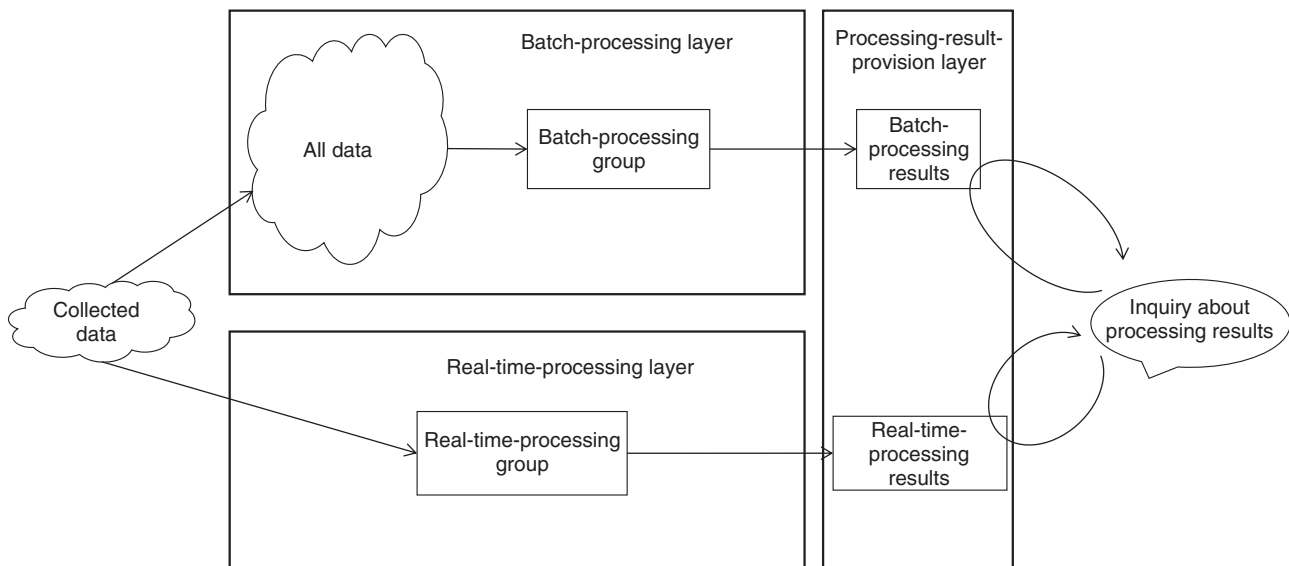 Batch-processing layer
Processing-result-
provision layer
All data
Batch-processing
group
Batch-
processing
results
Collected
data
Inquiry about
processing results
Real-time-processing layer
Real-time-processing
group
Real-time-
processing
results